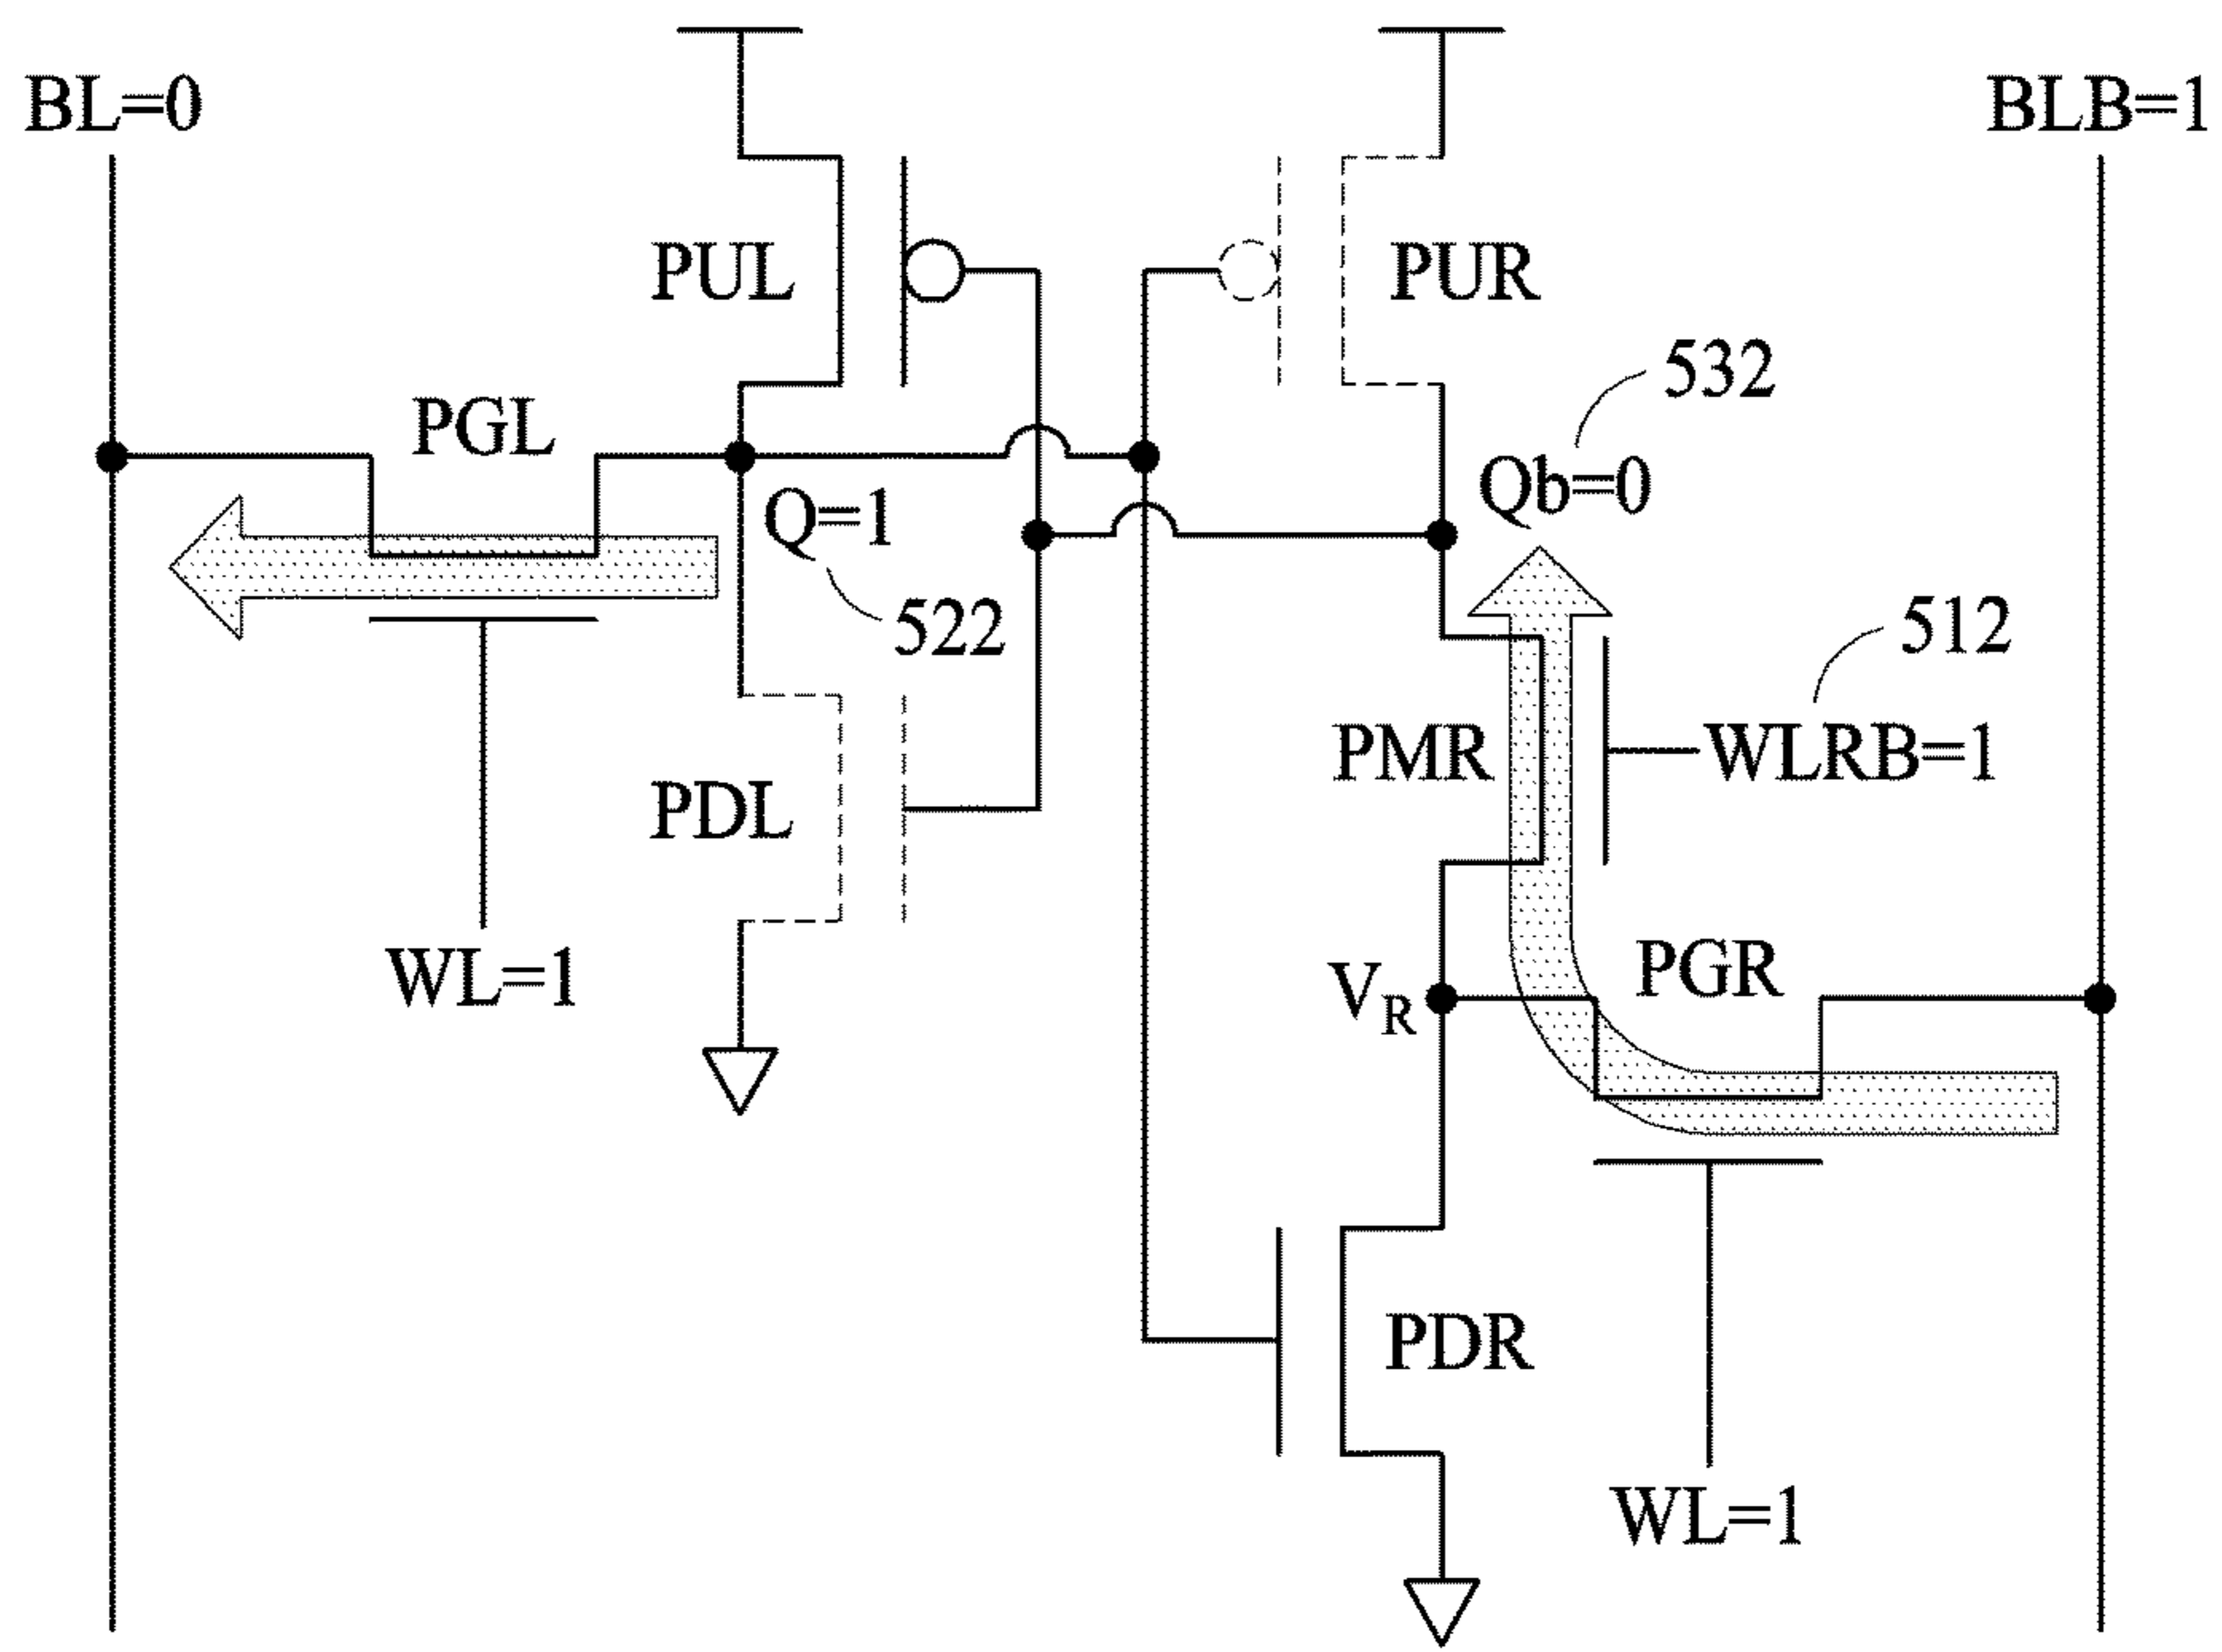 BL=0
BLB=1
PUL
PUR
532
PGL
Qb=0
Q=1
522
512
PMR
WLRB=1
PDL
WL=1
PGR
VR
PDR
WL=1